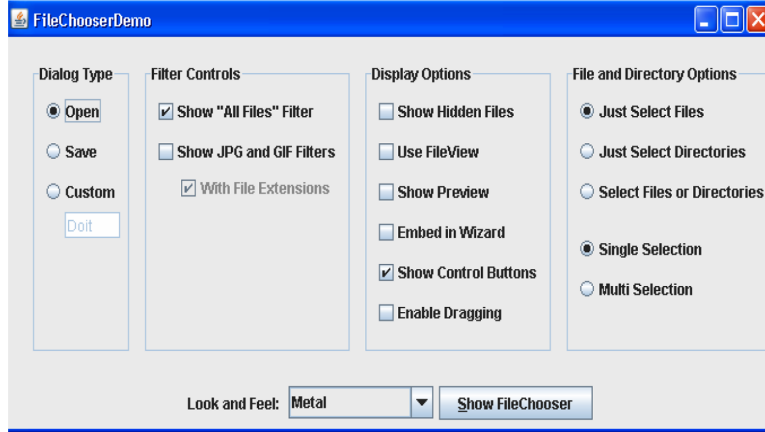 FileChooserDemo
Dialog Type
Open
Save
Custom
Doit
Filter Controls
Show "All Files" Filter
Show JPG and GIF Filters
With File Extensions
Display Options
Show Hidden Files
Use FileView
Show Preview
Embed in Wizard
Show Control Buttons
Enable Dragging
File and Directory Options
Just Select Files
Just Select Directories
Select Files or Directories
Single Selection
Multi Selection
Look and Feel: Metal
Show FileChooser